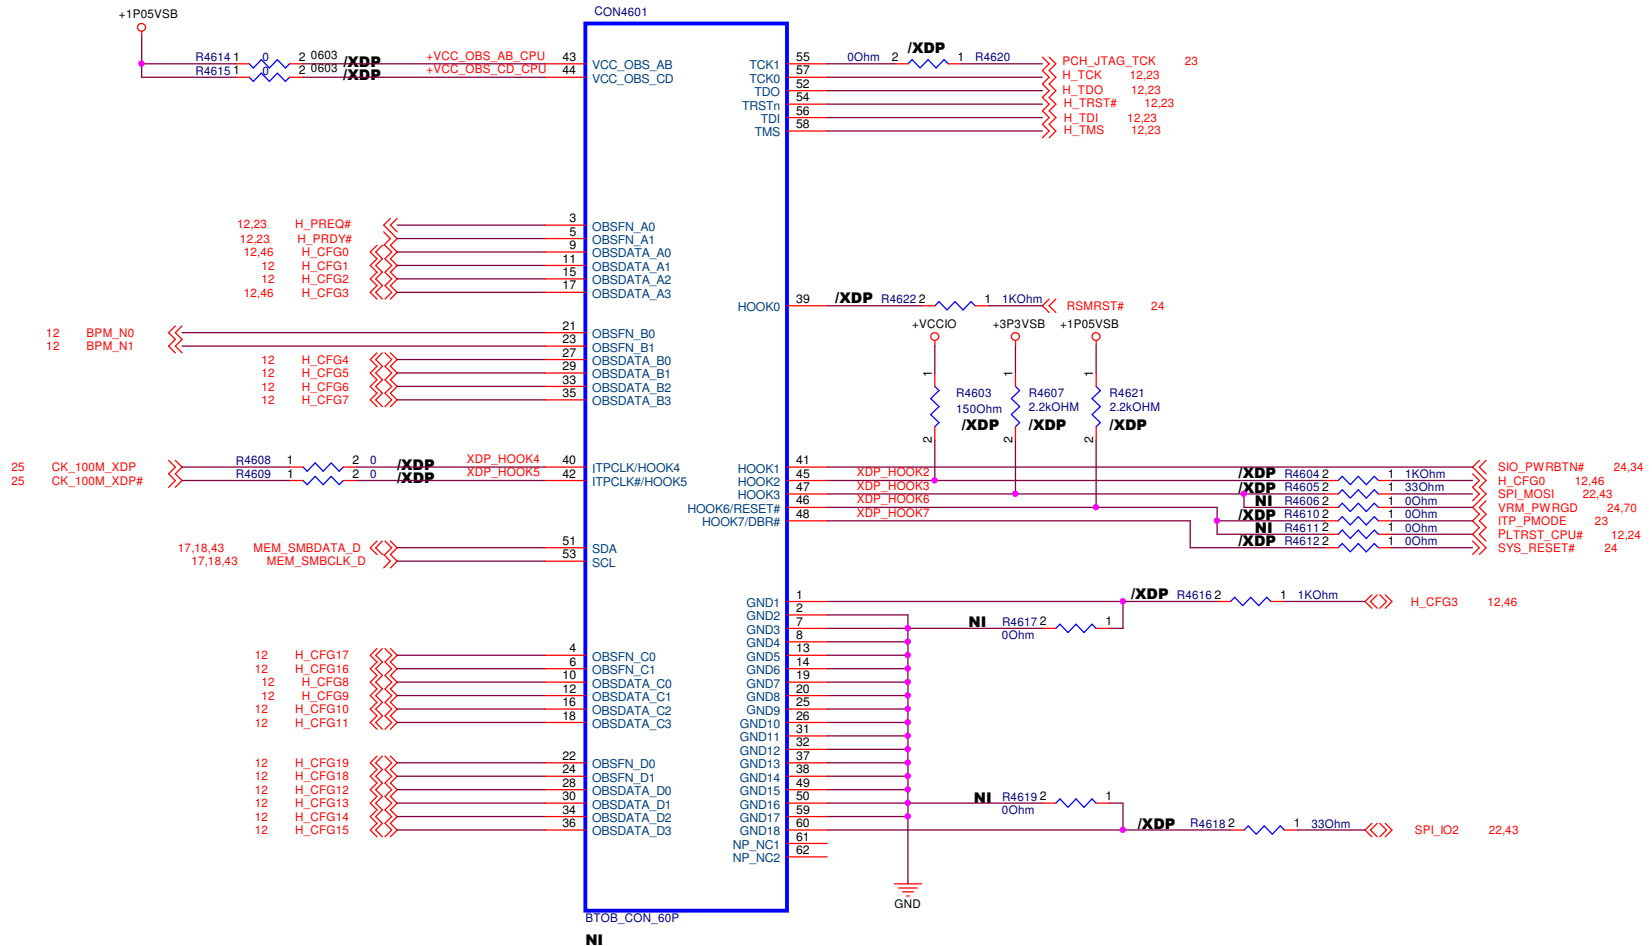 +1P05VSB
CON4601
R4614 1 0 2 0603 /XDP +VCC_OBS_AB_CPU 43 VCC_OBS_AB
R4615 1 0 2 0603 /XDP +VCC_OBS_CD_CPU 44 VCC_OBS_CD
TCK1 55 0Ohm 2 /XDP 1 R4620 PCH_JTAG_TCK 23
TCK0 57 H_TCK 12,23
TDO 52 H_TDO 12,23
TRSTn 54 H_TRST# 12,23
TDI 56 H_TDI 12,23
TMS 58 H_TMS 12,23
12,23 H_PREQ# 3 OBSFN_A0
12,23 H_PRDY# 5 OBSFN_A1
12,46 H_CFG0 9 OBSDATA_A0
12 H_CFG1 11 OBSDATA_A1
12 H_CFG2 15 OBSDATA_A2
12,46 H_CFG3 17 OBSDATA_A3
HOOK0 39 /XDP R4622 2 1 1KOhm RSMRST# 24
12 BPM_N0 21 OBSFN_B0
12 BPM_N1 23 OBSFN_B1
12 H_CFG4 27 OBSDATA_B0
12 H_CFG5 29 OBSDATA_B1
12 H_CFG6 33 OBSDATA_B2
12 H_CFG7 35 OBSDATA_B3
+VCCIO +3P3VSB +1P05VSB
1 1 1
R4603 R4607 R4621
150Ohm 2.2kOHM 2.2kOHM
/XDP /XDP /XDP
2 2 2
25 CK_100M_XDP R4608 1 2 0 /XDP XDP_HOOK4 40 ITPCLK/HOOK4
25 CK_100M_XDP# R4609 1 2 0 /XDP XDP_HOOK5 42 ITPCLK#/HOOK5
HOOK1 41 SIO_PWRBTN# 24,34
HOOK2 45 XDP_HOOK2 /XDP R4604 2 1 1KOhm H_CFG0 12,46
HOOK3 47 XDP_HOOK3 /XDP R4605 2 1 33Ohm SPI_MOSI 22,43
HOOK6/RESET# 46 XDP_HOOK6 NI R4606 2 1 0Ohm VRM_PWRGD 24,70
HOOK7/DBR# 48 XDP_HOOK7 /XDP R4610 2 1 0Ohm ITP_PMODE 23
NI R4611 2 1 0Ohm PLTRST_CPU# 12,24
/XDP R4612 2 1 0Ohm SYS_RESET# 24
17,18,43 MEM_SMBDATA_D 51 SDA
17,18,43 MEM_SMBCLK_D 53 SCL
GND1 1 /XDP R4616 2 1 1KOhm H_CFG3 12,46
GND2 2
GND3 7 NI R4617 2 1
0Ohm
GND4 8
GND5 13
GND6 14
GND7 19
GND8 20
GND9 25
GND10 26
GND11 31
GND12 32
GND13 37
GND14 38
GND15 49
GND16 50 NI R4619 2 1
0Ohm
GND17 59
GND18 60 /XDP R4618 2 1 33Ohm SPI_IO2 22,43
NP_NC1 61
NP_NC2 62
12 H_CFG17 4 OBSFN_C0
12 H_CFG16 6 OBSFN_C1
12 H_CFG8 10 OBSDATA_C0
12 H_CFG9 12 OBSDATA_C1
12 H_CFG10 16 OBSDATA_C2
12 H_CFG11 18 OBSDATA_C3
12 H_CFG19 22 OBSFN_D0
12 H_CFG18 24 OBSFN_D1
12 H_CFG12 28 OBSDATA_D0
12 H_CFG13 30 OBSDATA_D1
12 H_CFG14 34 OBSDATA_D2
12 H_CFG15 36 OBSDATA_D3
GND
BTOB_CON_60P
NI